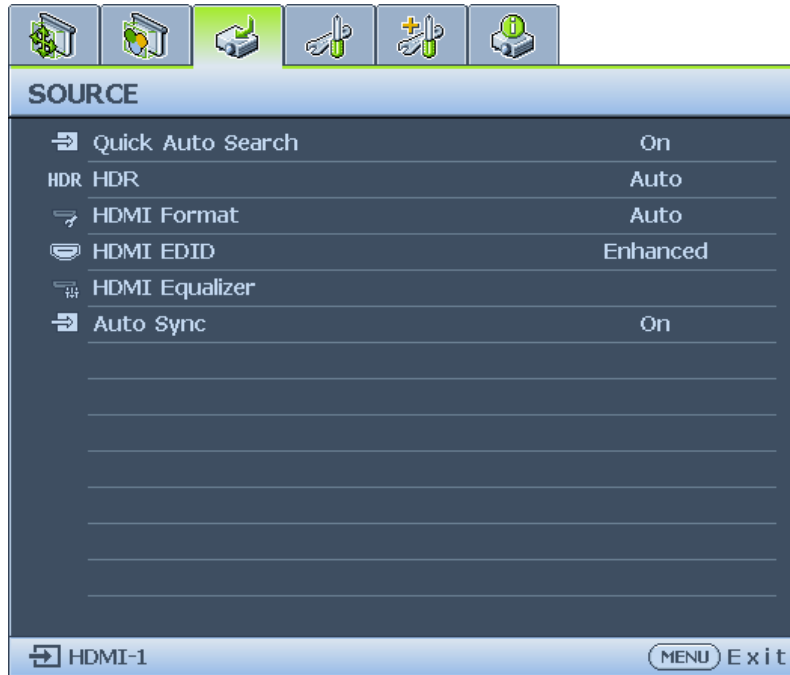 SOURCE
Quick Auto Search On
HDR HDR Auto
HDMI Format Auto
HDMI EDID Enhanced
HDMI Equalizer
Auto Sync On
HDMI-1 MENU Exit